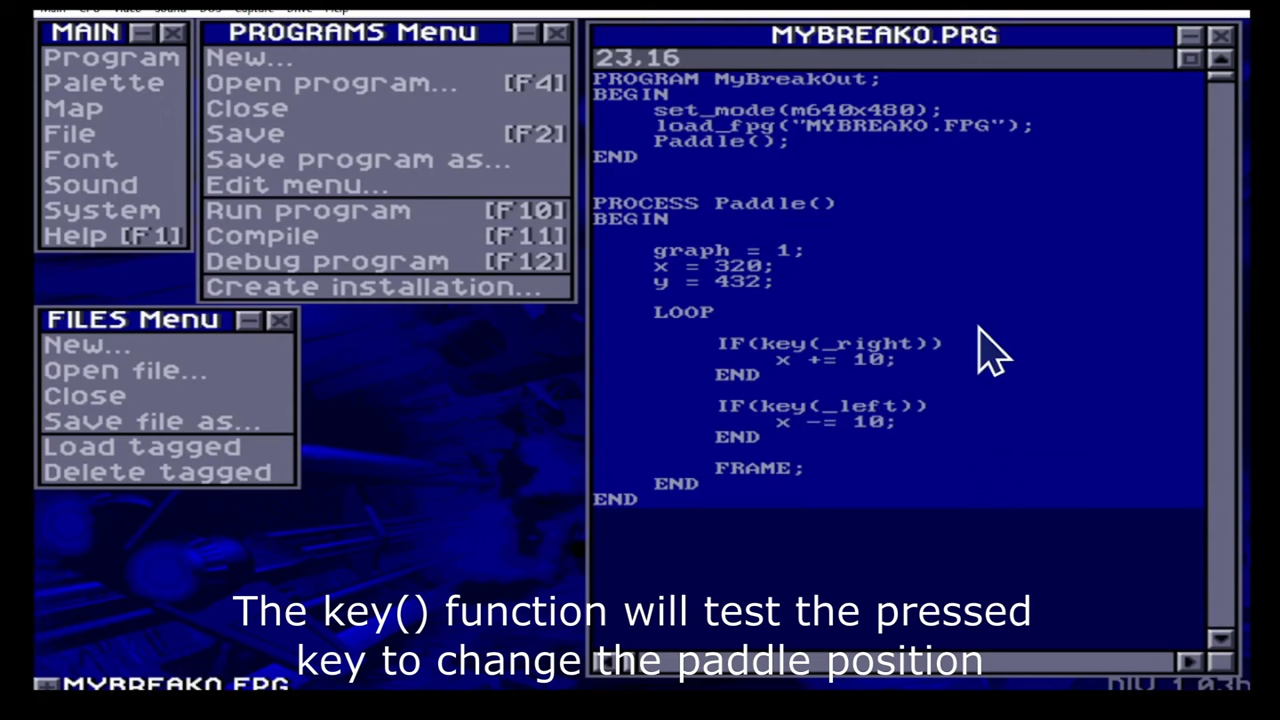 MAIN
Program
Palette
Map
File
Font
Sound
System
Help [F1]
PROGRAMS Menu
New...
Open program... [F4]
Close
Save [F2]
Save program as...
Edit menu...
Run program [F10]
Compile [F11]
Debug program [F12]
Create installation...
FILES Menu
New...
Open file...
Close
Save file as...
Load tagged
Delete tagged
MYBREAKO.PRG
23,16
PROGRAM MyBreakOut;
BEGIN
set_mode(m640x480);
load_fpg("MYBREAKO.FPG");
Paddle();
END
PROCESS Paddle()
BEGIN
graph = 1;
x = 320;
y = 432;
LOOP
IF(key(_right))
x += 10;
END
IF(key(_left))
x -= 10;
END
FRAME;
END
END
The key() function will test the pressed
key to change the paddle position
MYBREAKO.FPG